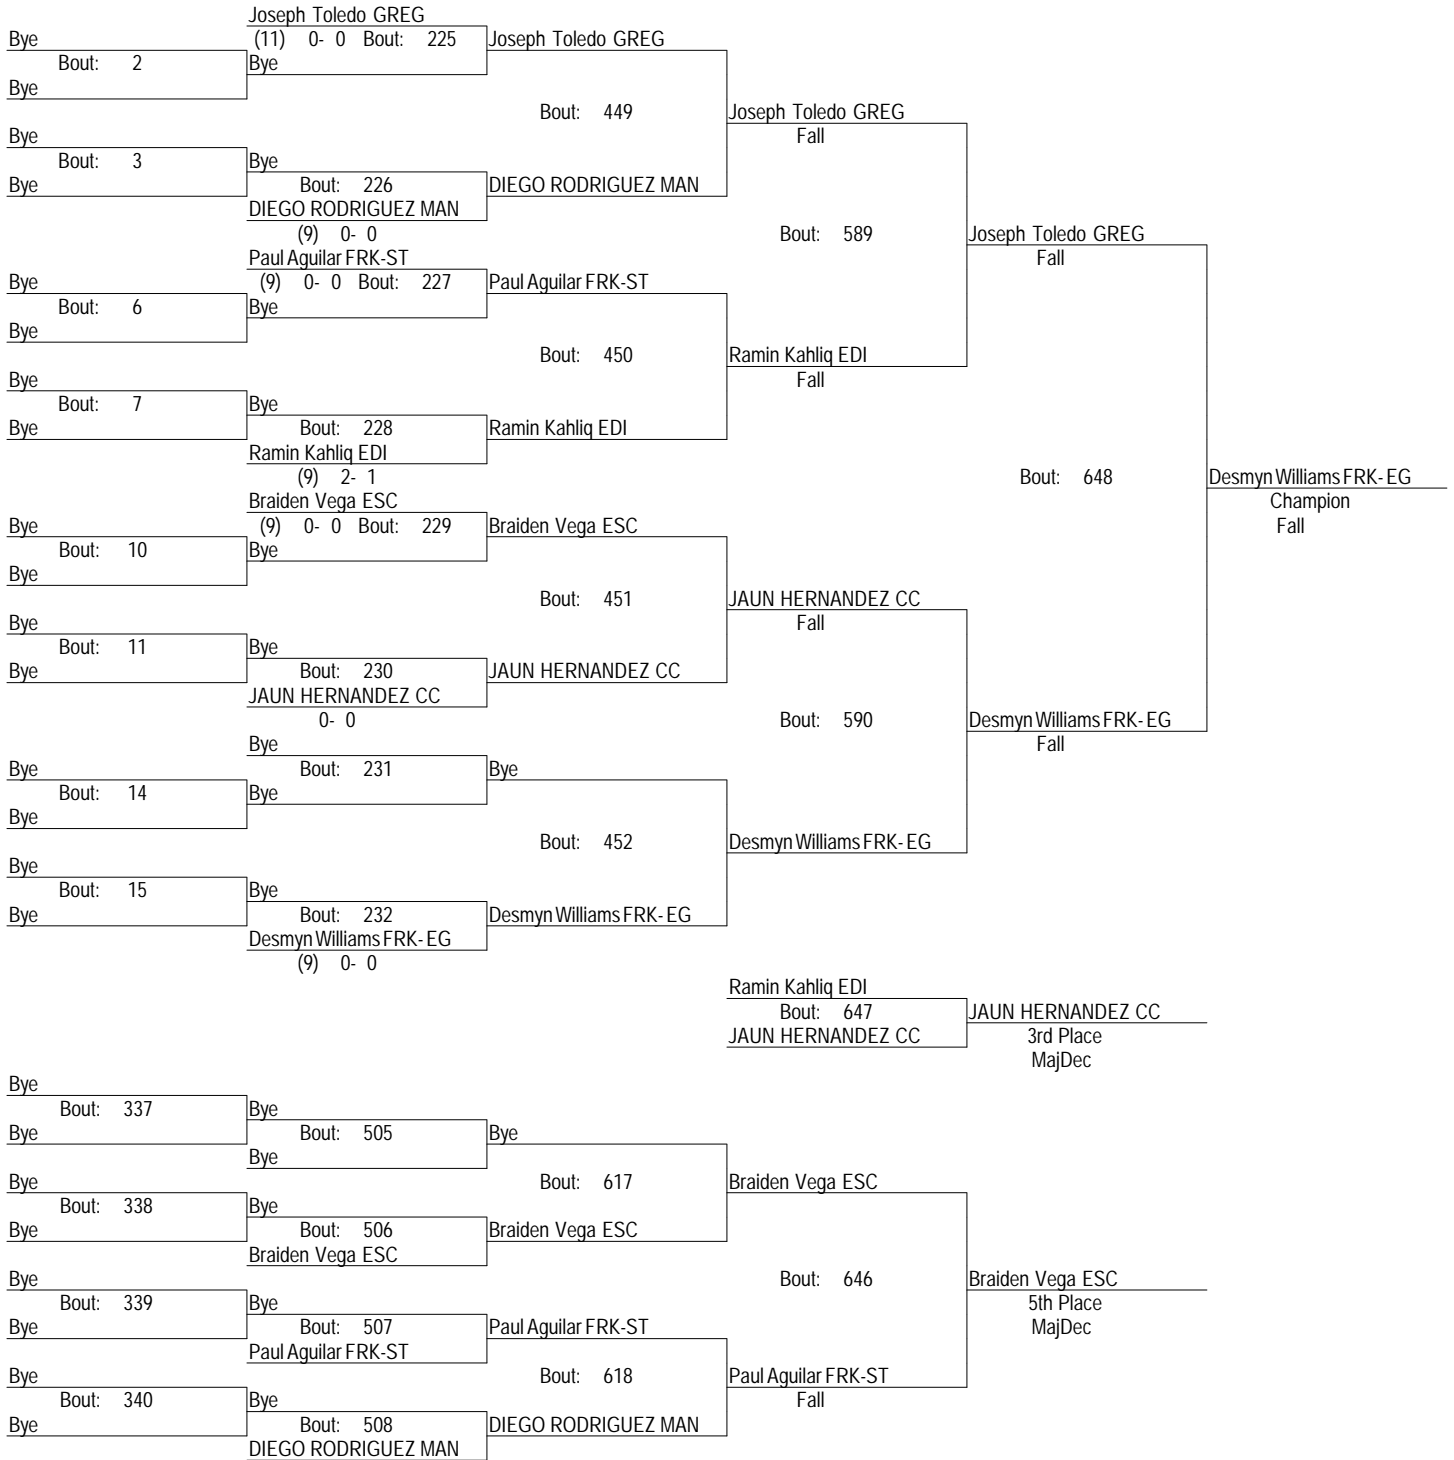 Joseph Toledo GREG
Bye (11) 0- 0 Bout: 225 Joseph Toledo GREG
Bout: 2 Bye
Bye
Bout: 449 Joseph Toledo GREG
Bye Fall
Bout: 3 Bye
Bye Bout: 226 DIEGO RODRIGUEZ MAN
DIEGO RODRIGUEZ MAN
(9) 0- 0 Bout: 589 Joseph Toledo GREG
Paul Aguilar FRK-ST Fall
Bye (9) 0- 0 Bout: 227 Paul Aguilar FRK-ST
Bout: 6 Bye
Bye
Bout: 450 Ramin Kahliq EDI
Bye Fall
Bout: 7 Bye
Bye Bout: 228 Ramin Kahliq EDI
Ramin Kahliq EDI
(9) 2- 1 Bout: 648 Desmyn Williams FRK- EG
Braiden Vega ESC Champion
Bye (9) 0- 0 Bout: 229 Braiden Vega ESC Fall
Bout: 10 Bye
Bye
Bout: 451 JAUN HERNANDEZ CC
Bye Fall
Bout: 11 Bye
Bye Bout: 230 JAUN HERNANDEZ CC
JAUN HERNANDEZ CC
0- 0 Bout: 590 Desmyn Williams FRK- EG
Bye Fall
Bye Bout: 231 Bye
Bout: 14 Bye
Bye
Bout: 452 Desmyn Williams FRK- EG
Bye
Bout: 15 Bye
Bye Bout: 232 Desmyn Williams FRK- EG
Desmyn Williams FRK- EG
(9) 0- 0
Ramin Kahliq EDI
Bout: 647 JAUN HERNANDEZ CC
JAUN HERNANDEZ CC 3rd Place
MajDec
Bye
Bout: 337 Bye
Bye Bout: 505 Bye
Bye
Bye Bout: 617 Braiden Vega ESC
Bout: 338 Bye
Bye Bout: 506 Braiden Vega ESC
Braiden Vega ESC
Bye Bout: 646 Braiden Vega ESC
Bout: 339 Bye 5th Place
Bye Bout: 507 Paul Aguilar FRK-ST MajDec
Paul Aguilar FRK-ST
Bye Bout: 618 Paul Aguilar FRK-ST
Bout: 340 Bye Fall
Bye Bout: 508 DIEGO RODRIGUEZ MAN
DIEGO RODRIGUEZ MAN